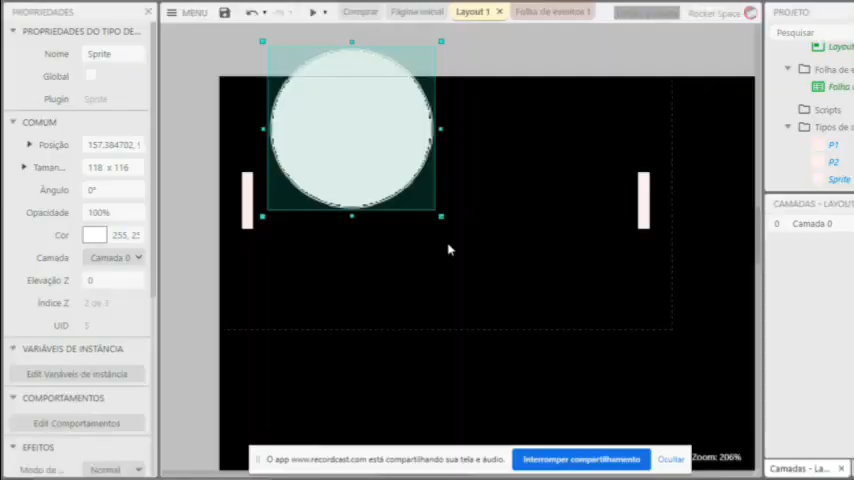 PROPRIEDADES
MENU
Comprar
Página inicial
Layout 1
Folha de eventos 1
Rocket Space
PROJETO
PROPRIEDADES DO TIPO DE...
Pesquisar
Nome
Sprite
Layout
Global
Folha de e
Plugin
Sprite
Folha
COMUM
Scripts
Posição
157,384702,
Tipos de
Taman...
118 x 116
P1
Ângulo
0°
P2
Opacidade
100%
Sprite
Cor
255, 25
CAMADAS - LAYOU
Camada
Camada 0
0
Camada 0
Elevação Z
0
Índice Z
2 de 3
UID
5
VARIÁVEIS DE INSTÂNCIA
Edit Variáveis de instância
COMPORTAMENTOS
Edit Comportamentos
EFEITOS
Modo de ...
Normal
O app www.recordcast.com está compartilhando sua tela e áudio.
Interromper compartilhamento
Ocultar
Zoom: 206%
Camadas - La...